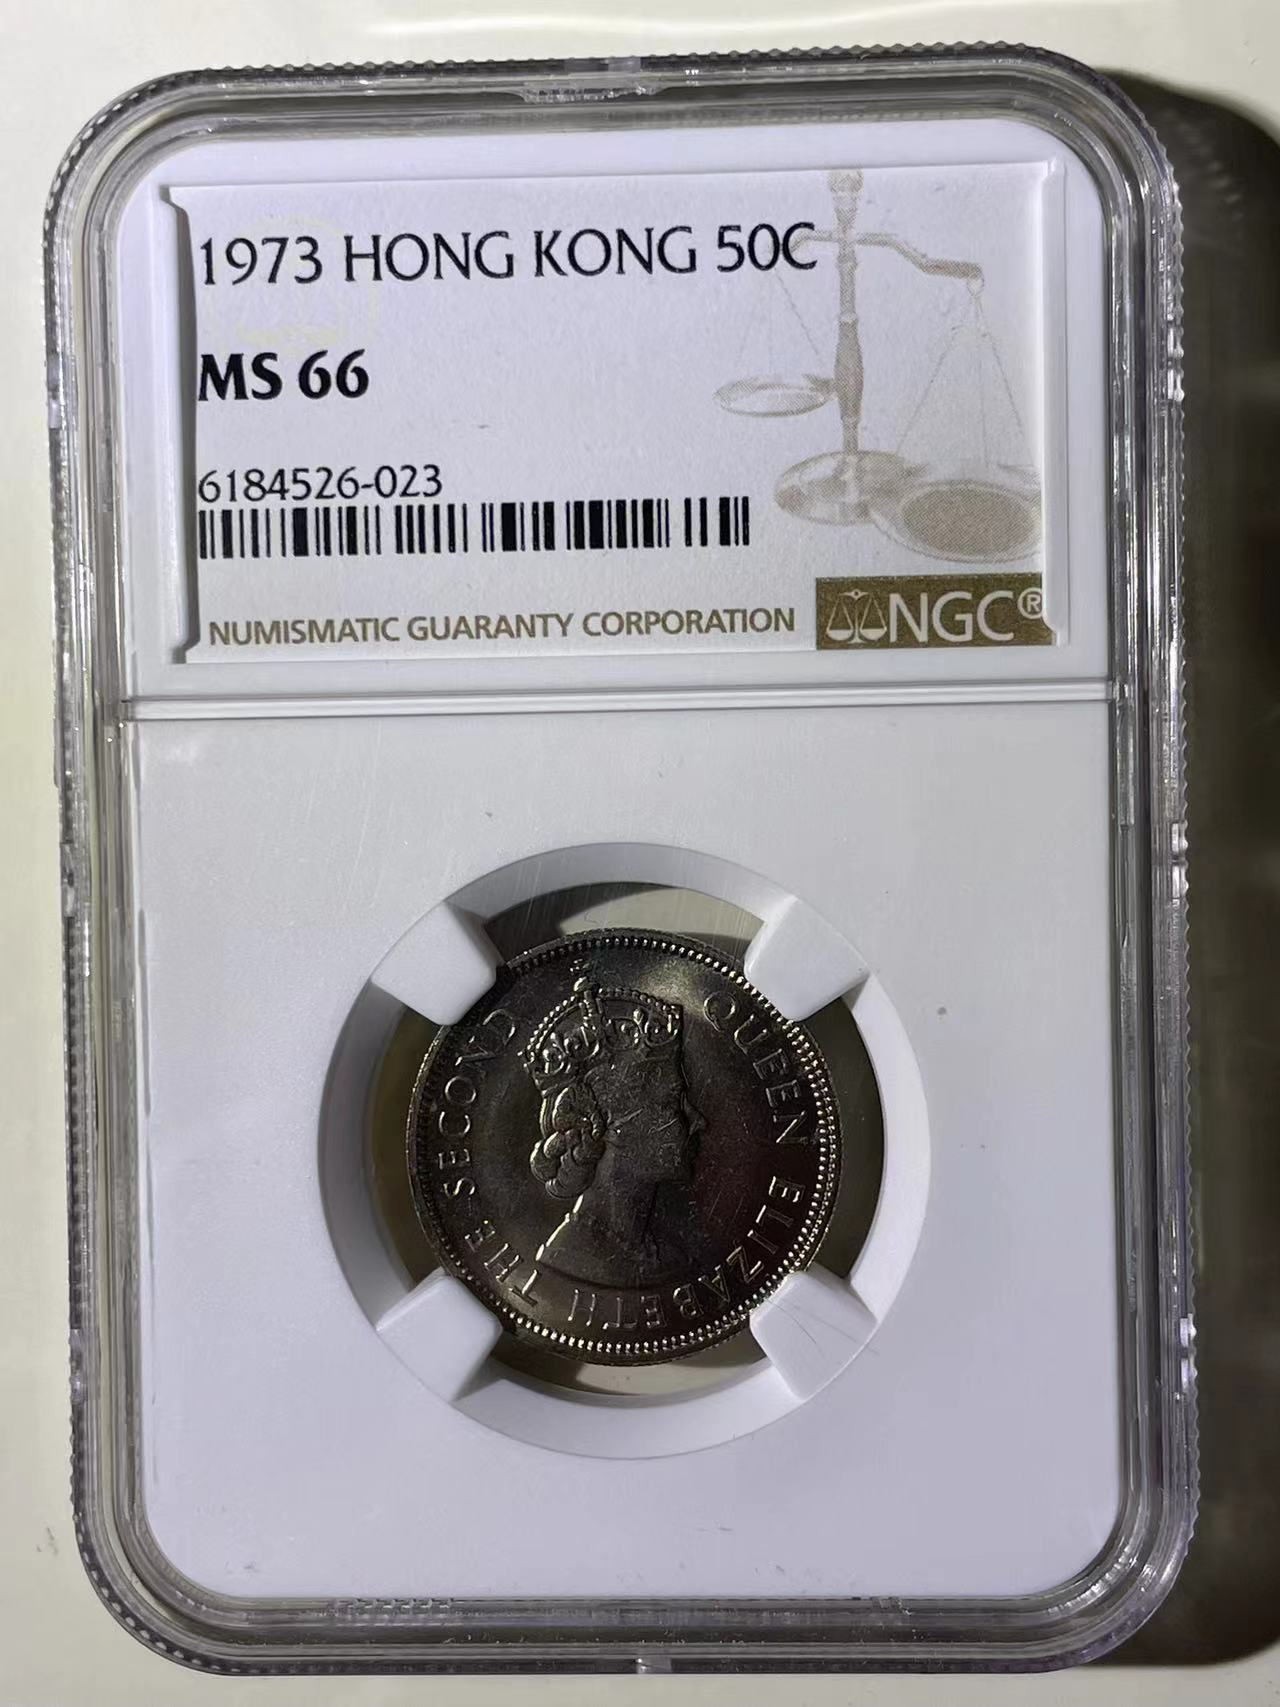 1973 HONG KONG 50C
MS 66
6184526-023
NUMISMATIC GUARANTY CORPORATION NGC®
QUEEN ELIZABETH THE SECOND